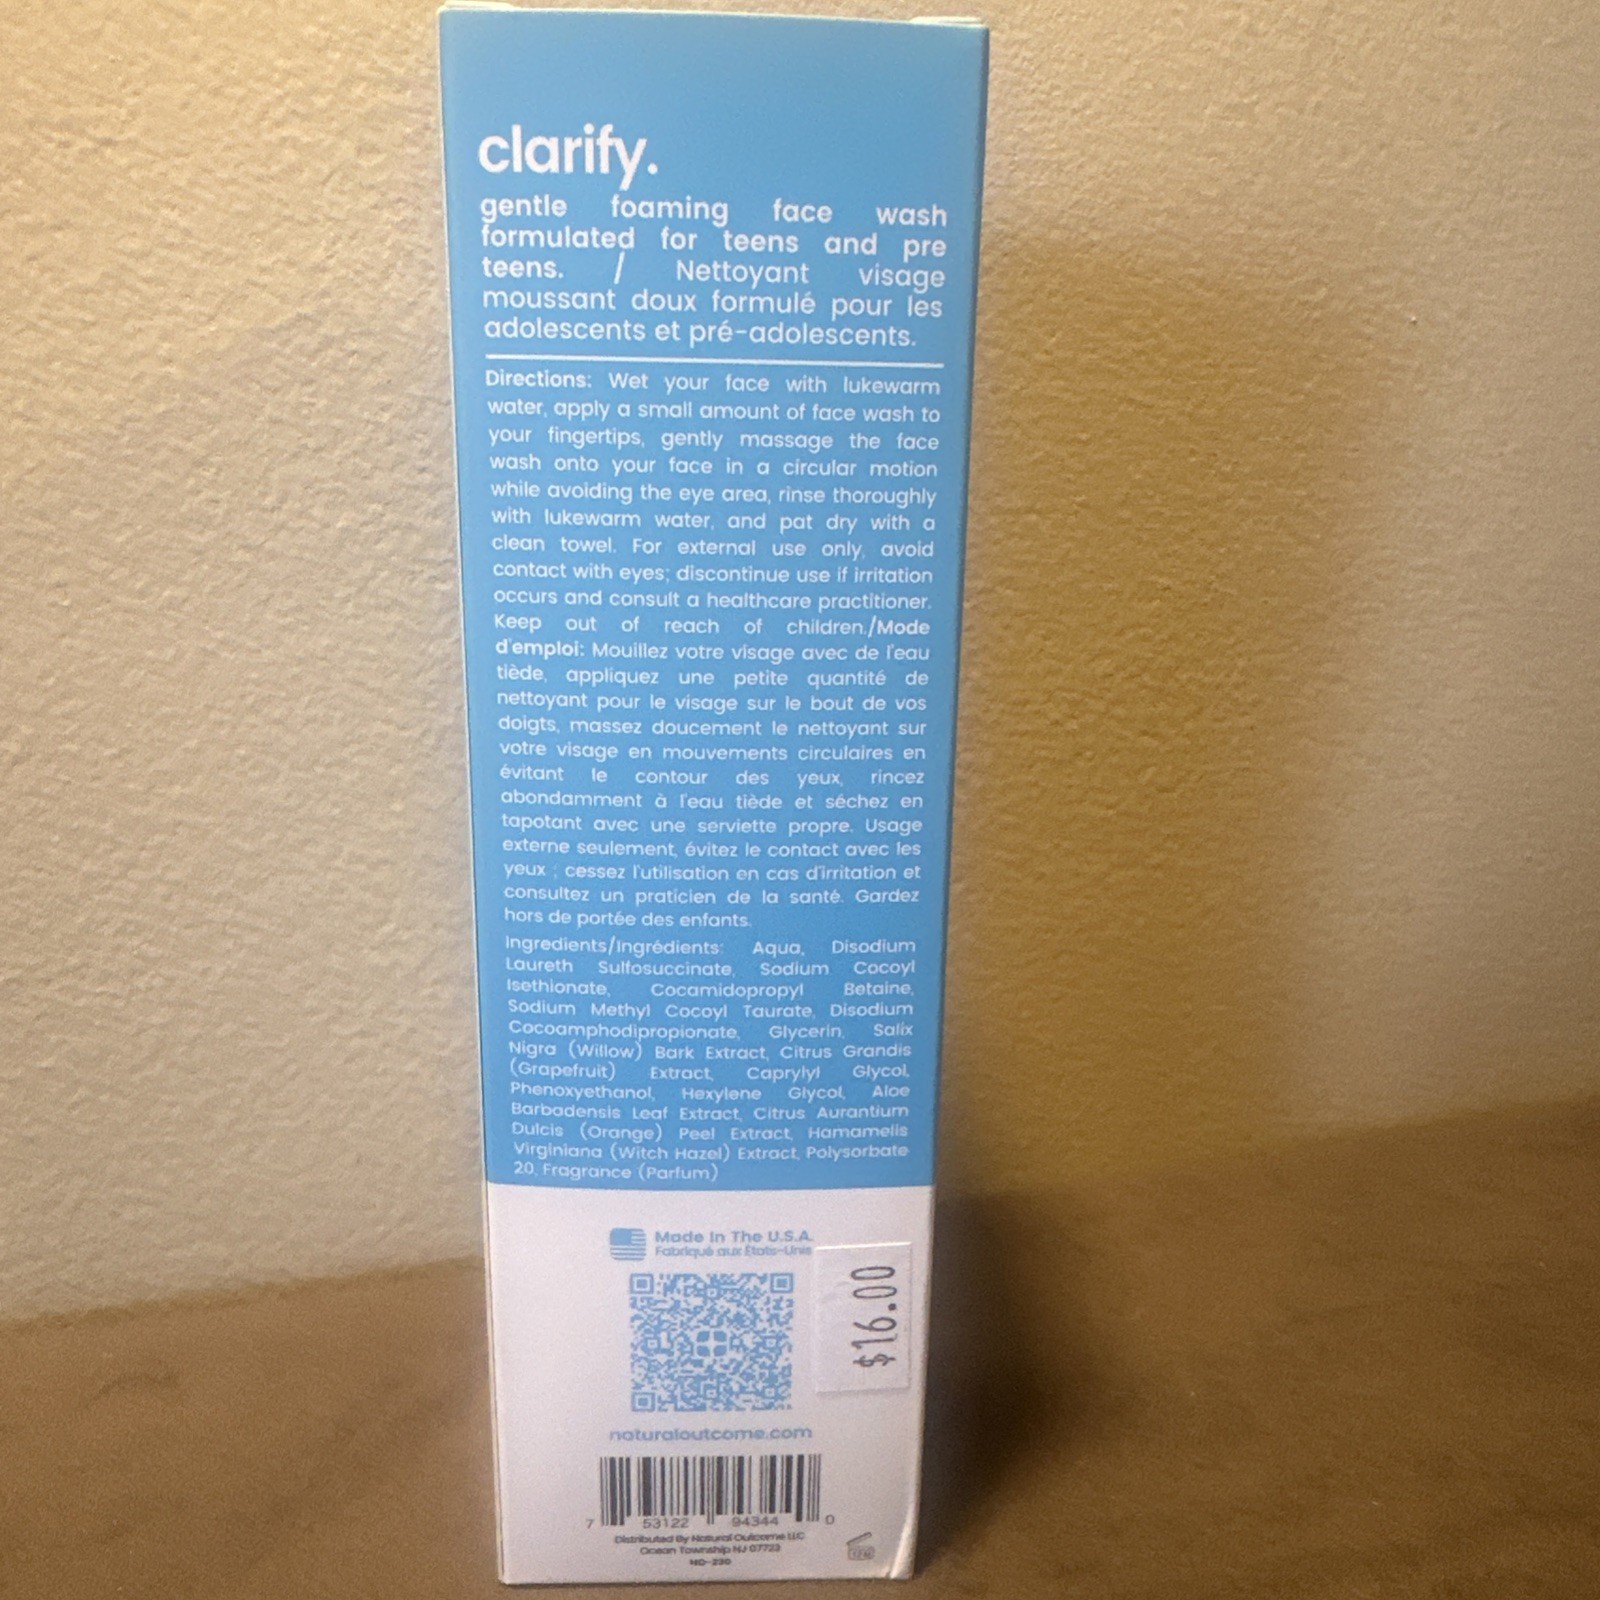 clarify.
gentle foaming face wash
formulated for teens and pre
teens. / Nettoyant visage
moussant doux formulé pour les
adolescents et pré-adolescents.
Directions: Wet your face with lukewarm
water, apply a small amount of face wash to
your fingertips, gently massage the face
wash onto your face in a circular motion
while avoiding the eye area, rinse thoroughly
with lukewarm water, and pat dry with a
clean towel. For external use only, avoid
contact with eyes; discontinue use if irritation
occurs and consult a healthcare practitioner.
Keep out of reach of children./Mode
d'emploi: Mouillez votre visage avec de l'eau
tiède, appliquez une petite quantité de
nettoyant pour le visage sur le bout de vos
doigts, massez doucement le nettoyant sur
votre visage en mouvements circulaires en
évitant le contour des yeux, rincez
abondamment à l'eau tiède et séchez en
tapotant avec une serviette propre. Usage
externe seulement, évitez le contact avec les
yeux ; cessez l'utilisation en cas d'irritation et
consultez un praticien de la santé. Gardez
hors de portée des enfants.
Ingredients/Ingrédients: Aqua, Disodium
Laureth Sulfosuccinate, Sodium Cocoyl
Isethionate, Cocamidopropyl Betaine,
Sodium Methyl Cocoyl Taurate, Disodium
Cocoamphodipropionate, Glycerin, Salix
Nigra (Willow) Bark Extract, Citrus Grandis
(Grapefruit) Extract, Caprylyl Glycol,
Phenoxyethanol, Hexylene Glycol, Aloe
Barbadensis Leaf Extract, Citrus Aurantium
Dulcis (Orange) Peel Extract, Hamamelis
Virginiana (Witch Hazel) Extract, Polysorbate
20, Fragrance (Parfum)
Made In The U.S.A.
Fabriqué aux États-Unis
$16.00
naturaloutcome.com
7 53122 94344 0
Distributed By Natural Outcome LLC
Ocean Township NJ 07723